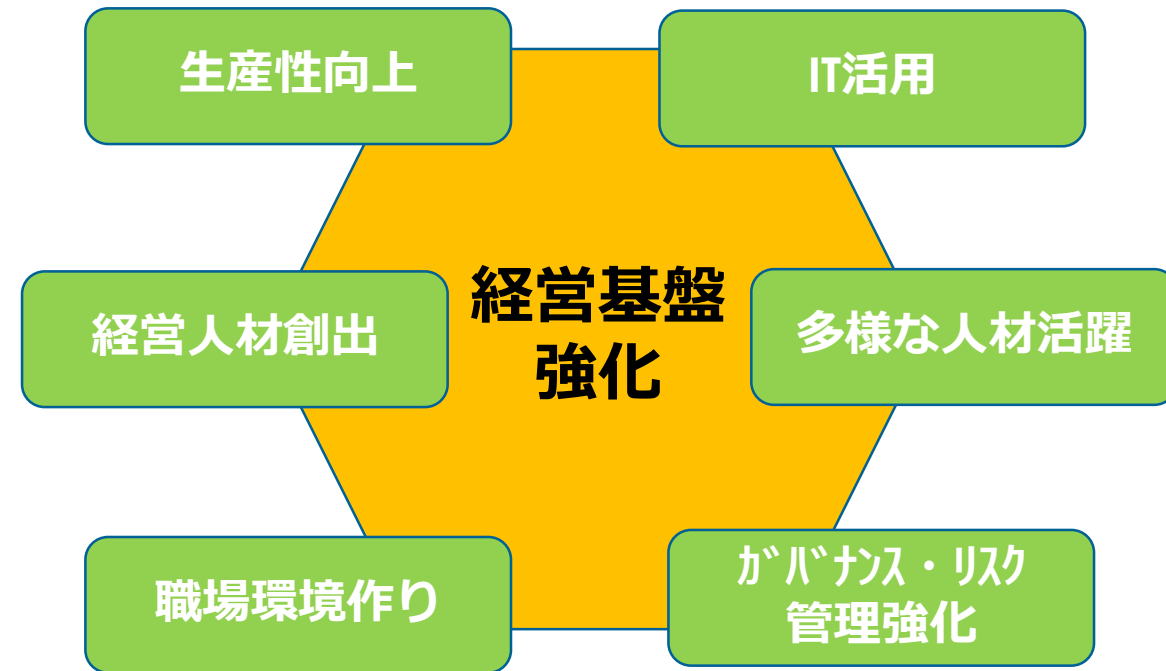 生産性向上
IT活用
経営基盤
強化
経営人材創出
多様な人材活躍
職場環境作り
ｶﾞﾊﾞﾅﾝｽ・ﾘｽｸ
管理強化